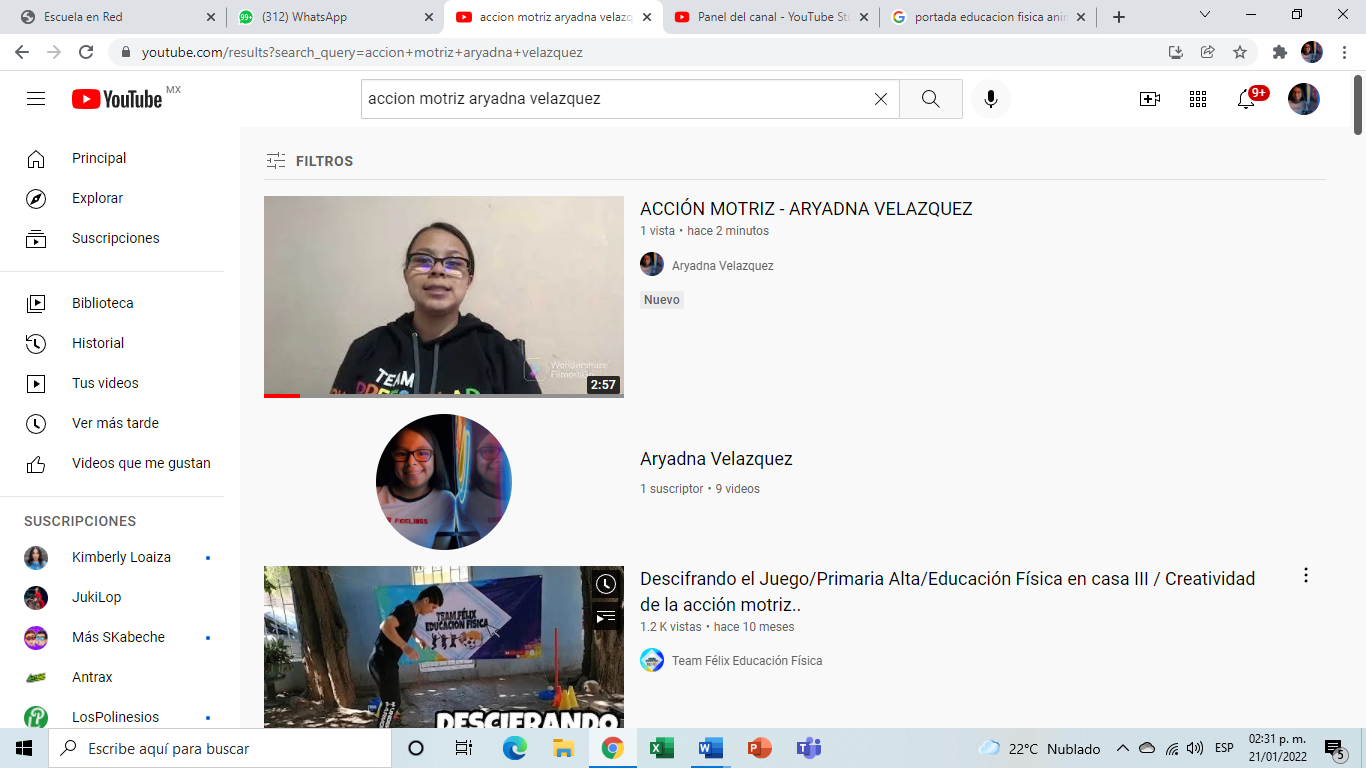 Escuela en Red
(312) WhatsApp
accion motriz aryadna velazq
Panel del canal - YouTube St
portada educacion fisica ani
youtube.com/results?search_query=accion+motriz+aryadna+velazquez
YouTube MX
accion motriz aryadna velazquez
9+
Principal
Explorar
Suscripciones
Biblioteca
Historial
Tus videos
Ver más tarde
Videos que me gustan
SUSCRIPCIONES
Kimberly Loaiza
JukiLop
Más SKabeche
Antrax
LosPolinesios
FILTROS
TEAM
Wondershare
FilmoraGo
2:57
ACCIÓN MOTRIZ - ARYADNA VELAZQUEZ
1 vista • hace 2 minutos
Aryadna Velazquez
Nuevo
FEELINGS
Aryadna Velazquez
1 suscriptor • 9 videos
TEAM FÉLIX
EDUCACIÓN FÍSICA
DESCIFRANDO
Descifrando el Juego/Primaria Alta/Educación Física en casa III / Creatividad
de la acción motriz..
1.2 K vistas • hace 10 meses
Team Félix Educación Física
Escribe aquí para buscar
22°C Nublado
ESP
02:31 p. m.
21/01/2022
5